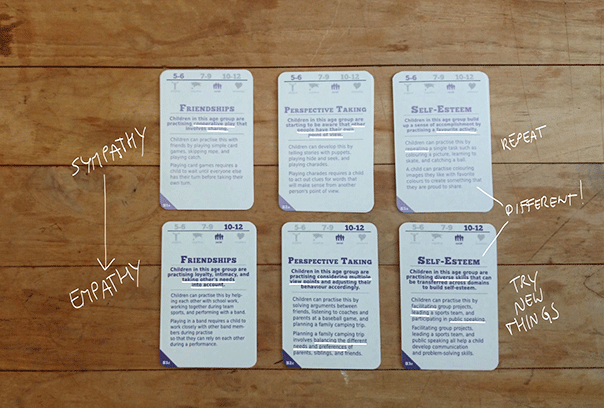 5-6 7-9 10-12
FRIENDSHIPS
Children in this age group are
practising cooperative play that
involves sharing.
Children can practise this with
friends by playing simple card
games, skipping rope, and
playing catch.
Playing card games requires a
child to wait until everyone else
has their turn before taking
their own turn.
5-6 7-9 10-12
PERSPECTIVE TAKING
Children in this age group are
starting to be aware that other
people have their own
point of view.
Children can develop this by
telling stories with puppets,
playing hide and seek, and
playing charades.
Playing charades requires a child
to act out clues for words that
will make sense from another
person's point of view.
5-6 7-9 10-12
SELF-ESTEEM
Children in this age group build
up a sense of accomplishment by
practising a favourite activity.
Children can practise this by
repeating a single task such as
colouring a picture, learning to
skate, and catching a ball.
A child can practise colouring
images they like with favourite
colours to create something that
they are proud to share.
SYMPATHY
EMPATHY
REPEAT
DIFFERENT!
TRY
NEW
THINGS
5-6 7-9 10-12
FRIENDSHIPS
Children in this age group are
practising loyalty, intimacy, and
taking other's needs
into account.
Children can practise this by help-
ing each other with school work,
working together during team
sports, and performing with a band.
Playing in a band requires a child to
work closely with other band mem-
bers during practise
so that they can rely on each other
during a performance.
5-6 7-9 10-12
PERSPECTIVE TAKING
Children in this age group are
practising considering multiple
view points and adjusting their
behaviour accordingly.
Children can practise this by
solving arguments between
friends, listening to coaches and
parents at a baseball game, and
planning a family camping trip.
Planning a family camping trip
involves balancing the different
needs and preferences of
parents, siblings, and friends.
5-6 7-9 10-12
SELF-ESTEEM
Children in this age group are
practising diverse skills that can
be transferred across domains
to build self-esteem.
Children can practise this by
facilitating group projects,
leading a sports team, and
participating in public speaking.
Facilitating group projects,
leading a sports team, and
public speaking all help a child
develop communication
and problem-solving skills.